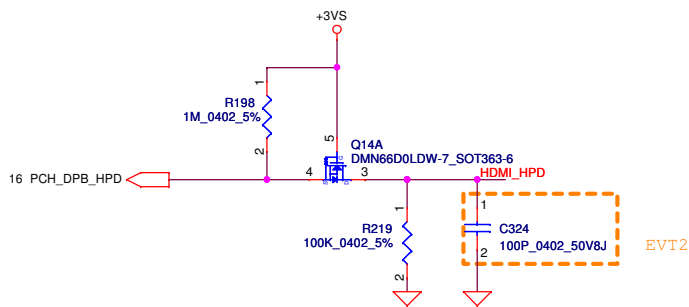 +3VS
1
R198
1M_0402_5%
2
5
Q14A
DMN66D0LDW-7_SOT363-6
G
S
D
16 PCH_DPB_HPD
4
3
HDMI_HPD
1
R219
100K_0402_5%
2
1
C324
100P_0402_50V8J
2
EVT2